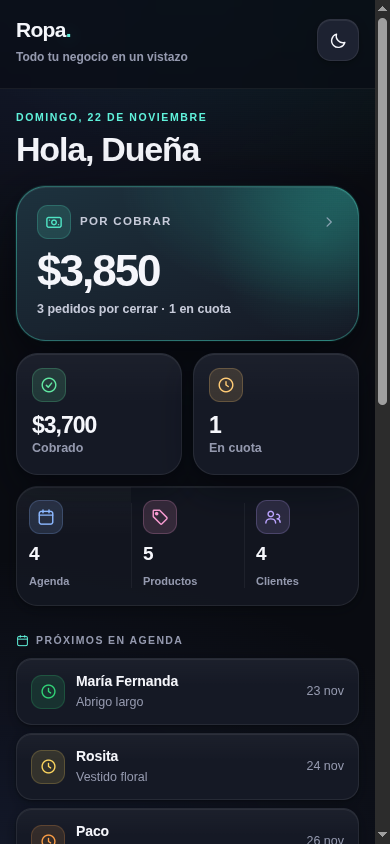 Ropa.
Todo tu negocio en un vistazo
DOMINGO, 22 DE NOVIEMBRE
Hola, Dueña
POR COBRAR
$3,850
3 pedidos por cerrar · 1 en cuota
$3,700
Cobrado
1
En cuota
4
Agenda
5
Productos
4
Clientes
PRÓXIMOS EN AGENDA
María Fernanda
Abrigo largo
23 nov
Rosita
Vestido floral
24 nov
Paco
26 nov